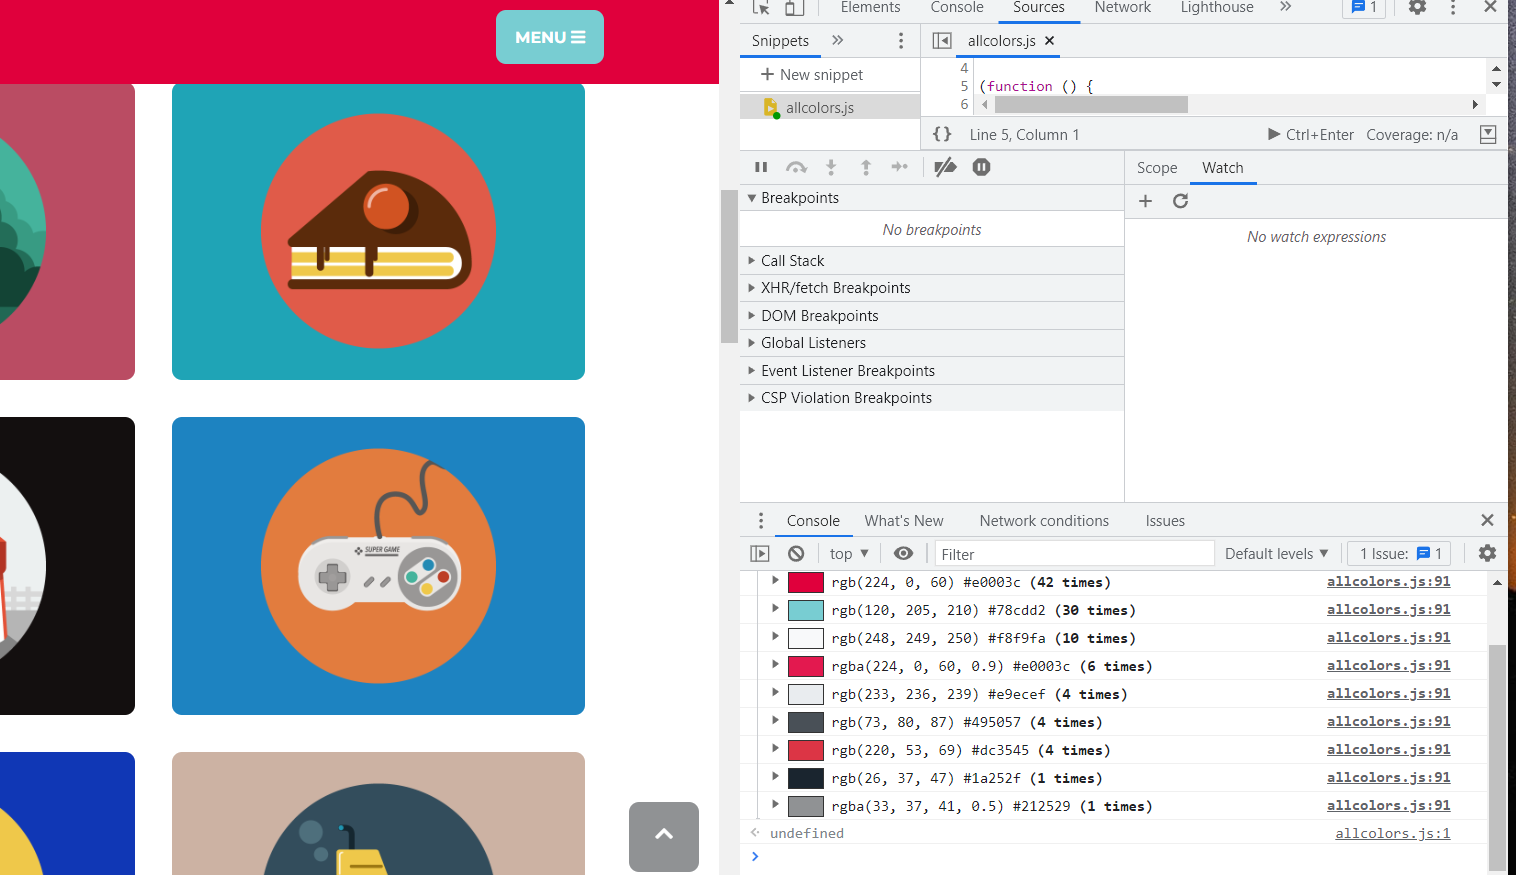 MENU
SUPER GAME
Elements Console Sources Network Lighthouse » 1
Snippets » allcolors.js
New snippet
allcolors.js
4
5 (function () {
6
{ } Line 5, Column 1 Ctrl+Enter Coverage: n/a
Breakpoints
No breakpoints
Call Stack
XHR/fetch Breakpoints
DOM Breakpoints
Global Listeners
Event Listener Breakpoints
CSP Violation Breakpoints
Scope Watch
No watch expressions
Console What's New Network conditions Issues
top Filter Default levels 1 Issue: 1
rgb(224, 0, 60) #e0003c (42 times) allcolors.js:91
rgb(120, 205, 210) #78cdd2 (30 times) allcolors.js:91
rgb(248, 249, 250) #f8f9fa (10 times) allcolors.js:91
rgba(224, 0, 60, 0.9) #e0003c (6 times) allcolors.js:91
rgb(233, 236, 239) #e9ecef (4 times) allcolors.js:91
rgb(73, 80, 87) #495057 (4 times) allcolors.js:91
rgb(220, 53, 69) #dc3545 (4 times) allcolors.js:91
rgb(26, 37, 47) #1a252f (1 times) allcolors.js:91
rgba(33, 37, 41, 0.5) #212529 (1 times) allcolors.js:91
undefined allcolors.js:1